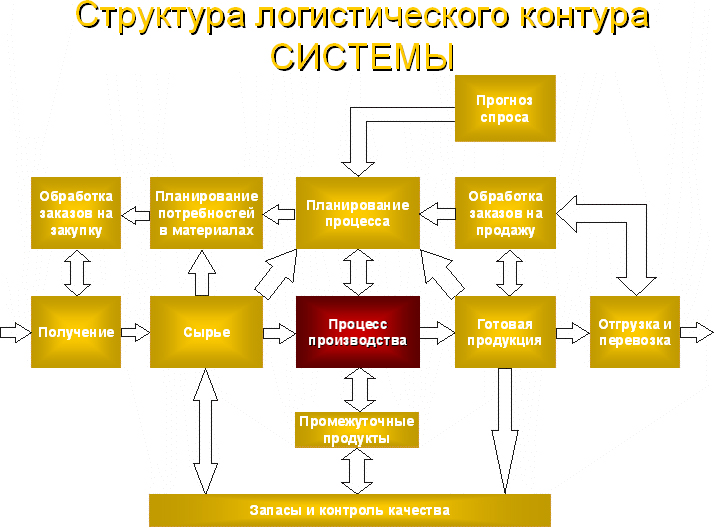 Структура логистического контура
СИСТЕМЫ
Прогноз
спроса
Обработка
заказов на
закупку
Планирование
потребностей
в материалах
Планирование
процесса
Обработка
заказов на
продажу
Получение
Сырье
Процесс
производства
Готовая
продукция
Отгрузка и
перевозка
Промежуточные
продукты
Запасы и контроль качества